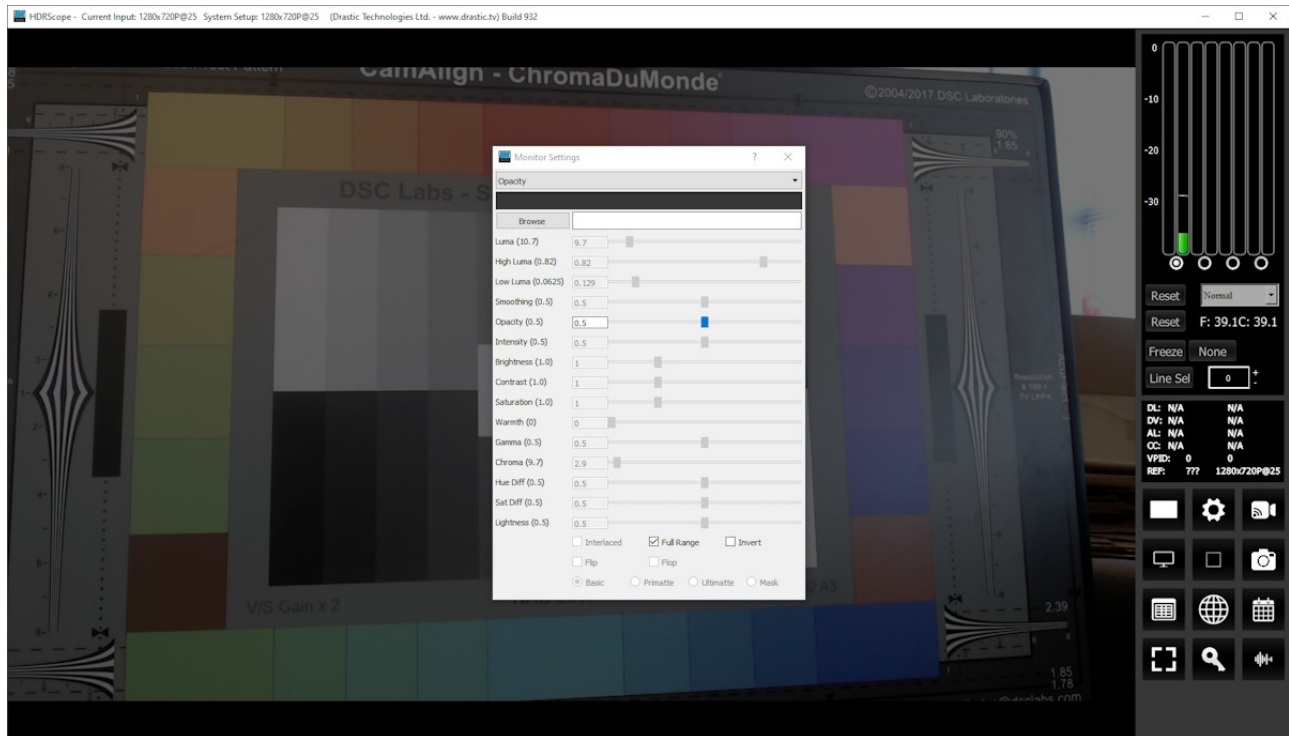 HDRScope - Current Input: 1280x720P@25 System Setup: 1280x720P@25 (Drastic Technologies Ltd. - www.drastic.tv) Build 932
CamAlign - ChromaDuMonde
©2004/2017 DSC Laboratories
90%
1.85
DSC Labs - S
V/S Gain x 2
2.39
1.85
1.78
Monitor Settings
Opacity
Browse
Luma (10.7) 9.7
High Luma (0.82) 0.82
Low Luma (0.0625) 0.129
Smoothing (0.5) 0.5
Opacity (0.5) 0.5
Intensity (0.5) 0.5
Brightness (1.0) 1
Contrast (1.0) 1
Saturation (1.0) 1
Warmth (0) 0
Gamma (0.5) 0.5
Chroma (9.7) 2.9
Hue Diff (0.5) 0.5
Sat Diff (0.5) 0.5
Lightness (0.5) 0.5
Interlaced Full Range Invert
Flip Flop
Basic Primatte Ultimatte Mask
0
-10
-20
-30
Reset Normal
Reset F: 39.1C: 39.1
Freeze None
Line Sel 0 + -
DL: N/A N/A
DV: N/A N/A
AL: N/A N/A
CC: N/A N/A
VPID: 0 0
REF: ??? 1280x720P@25